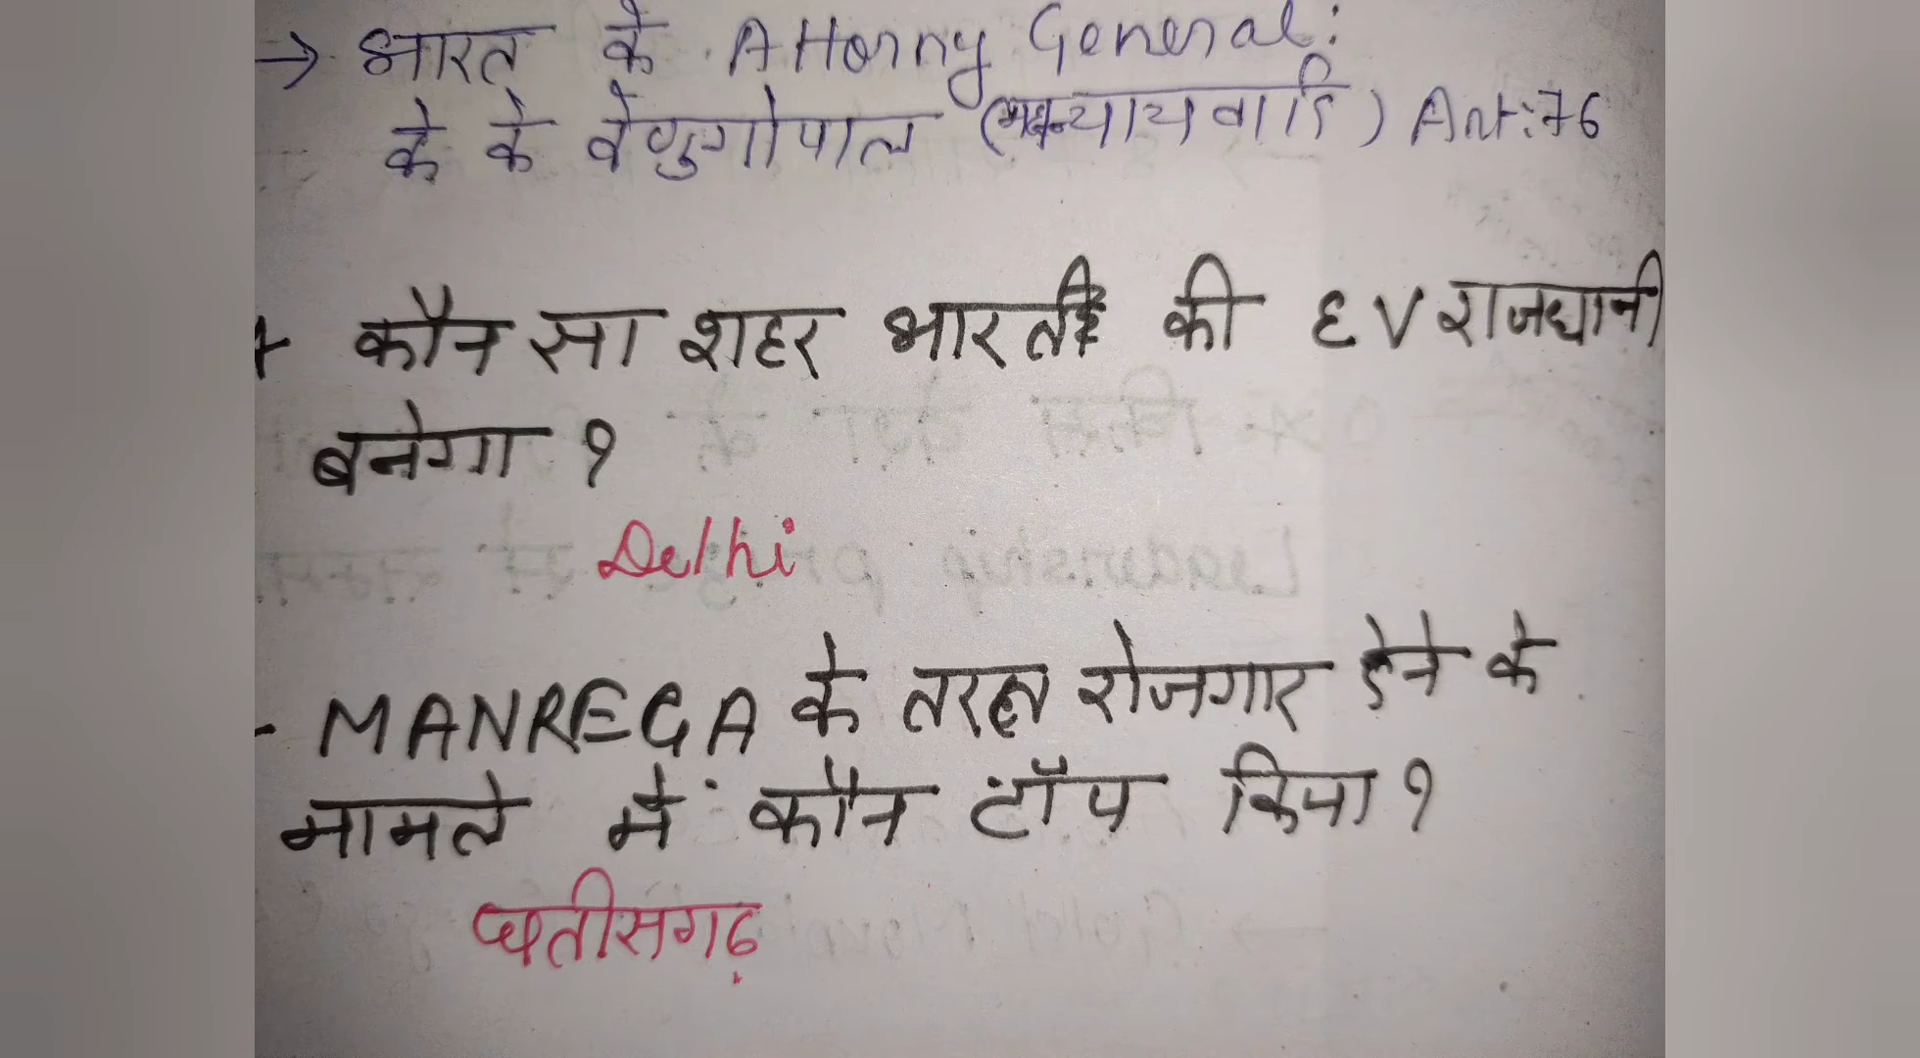 → भारत के Attorny General:
के के वेणुगोपाल (महान्यायवादि) Art:76
कौन सा शहर भारत की EV राजधानी
बनेगा ?
Delhi
- MANREGA के तरह रोजगार देने के
मामले में कौन टॉप किया ?
छतीसगढ़